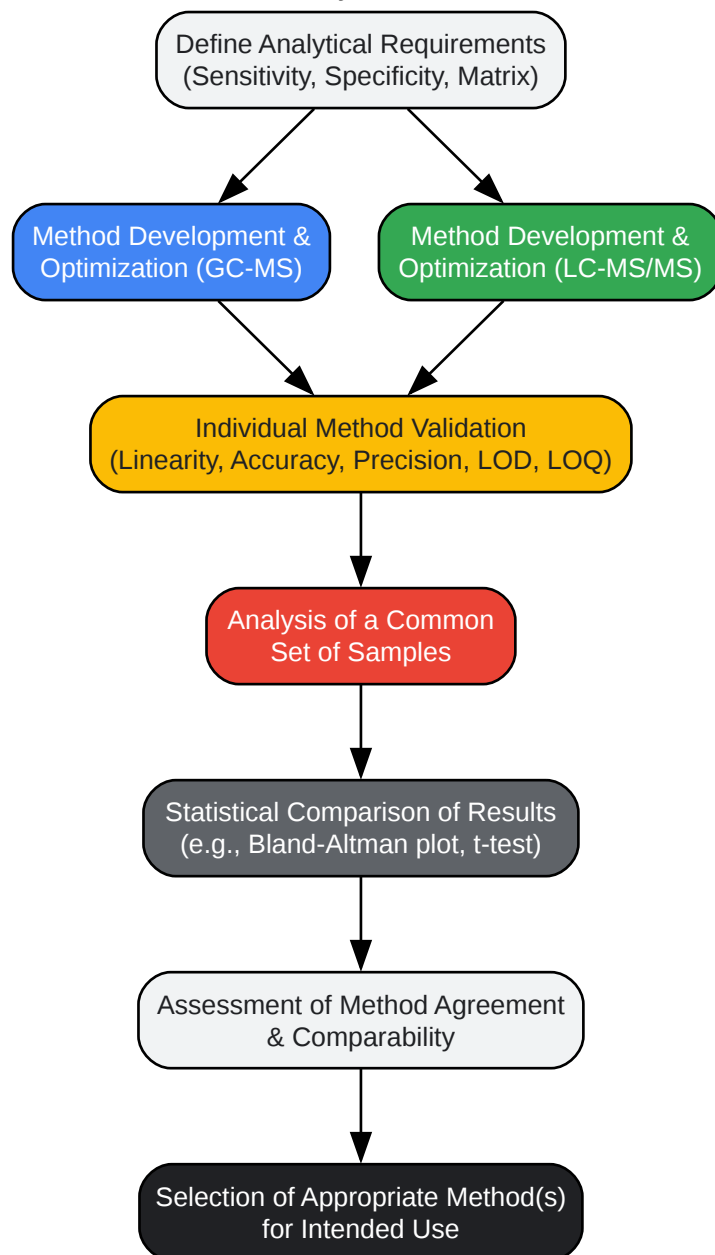 Define Analytical Requirements
(Sensitivity, Specificity, Matrix)
Method Development &
Optimization (GC-MS)
Method Development &
Optimization (LC-MS/MS)
Individual Method Validation
(Linearity, Accuracy, Precision, LOD, LOQ)
Analysis of a Common
Set of Samples
Statistical Comparison of Results
(e.g., Bland-Altman plot, t-test)
Assessment of Method Agreement
& Comparability
Selection of Appropriate Method(s)
for Intended Use